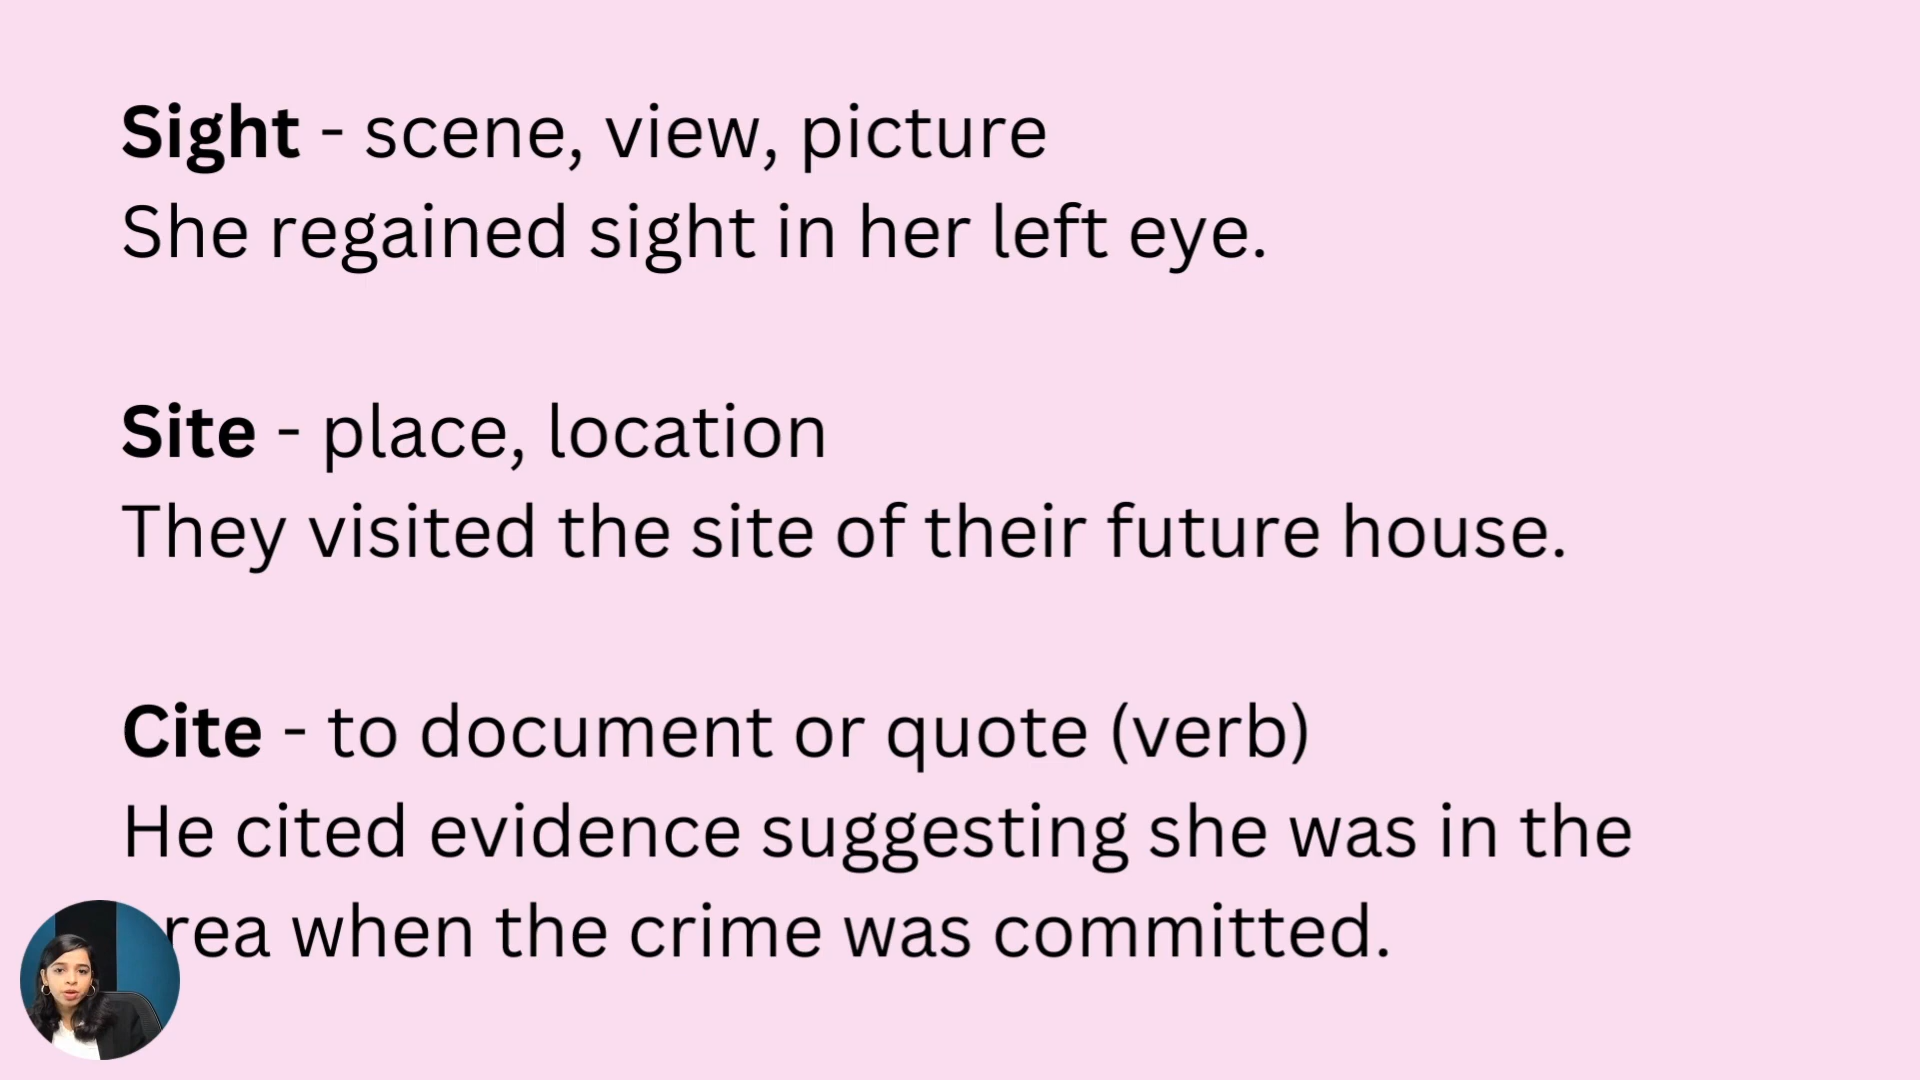 Sight - scene, view, picture
She regained sight in her left eye.
Site - place, location
They visited the site of their future house.
Cite - to document or quote (verb)
He cited evidence suggesting she was in the
rea when the crime was committed.